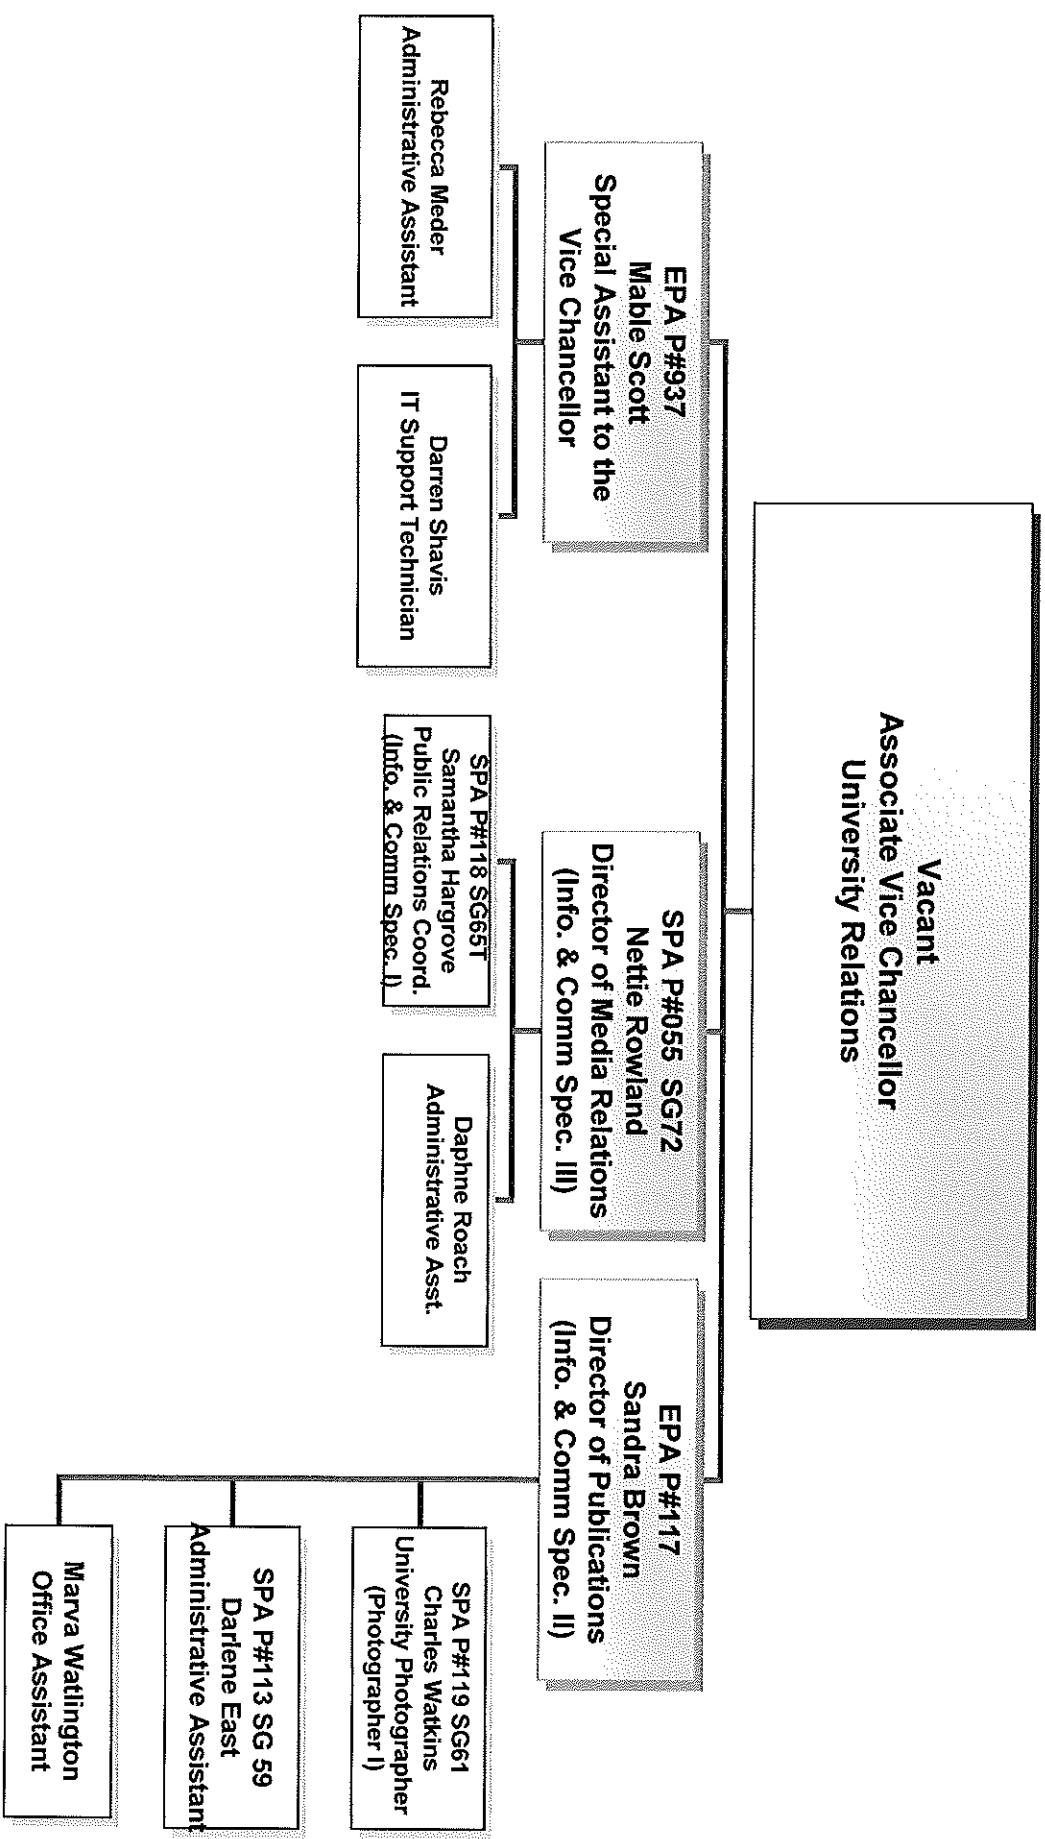 Vacant
Associate Vice Chancellor
University Relations
EPA P#937
Mable Scott
Special Assistant to the
Vice Chancellor
SPA P#055 SG72
Nettie Rowland
Director of Media Relations
(Info. & Comm Spec. III)
EPA P#117
Sandra Brown
Director of Publications
(Info. & Comm Spec. II)
Rebecca Meder
Administrative Assistant
Darren Shavis
IT Support Technician
SPA P#118 SG65T
Samantha Hargrove
Public Relations Coord.
(Info. & Comm Spec. I)
Daphne Roach
Administrative Asst.
SPA P#119 SG61
Charles Watkins
University Photographer
(Photographer I)
SPA P#113 SG 59
Darlene East
Administrative Assistant
Marva Watlington
Office Assistant